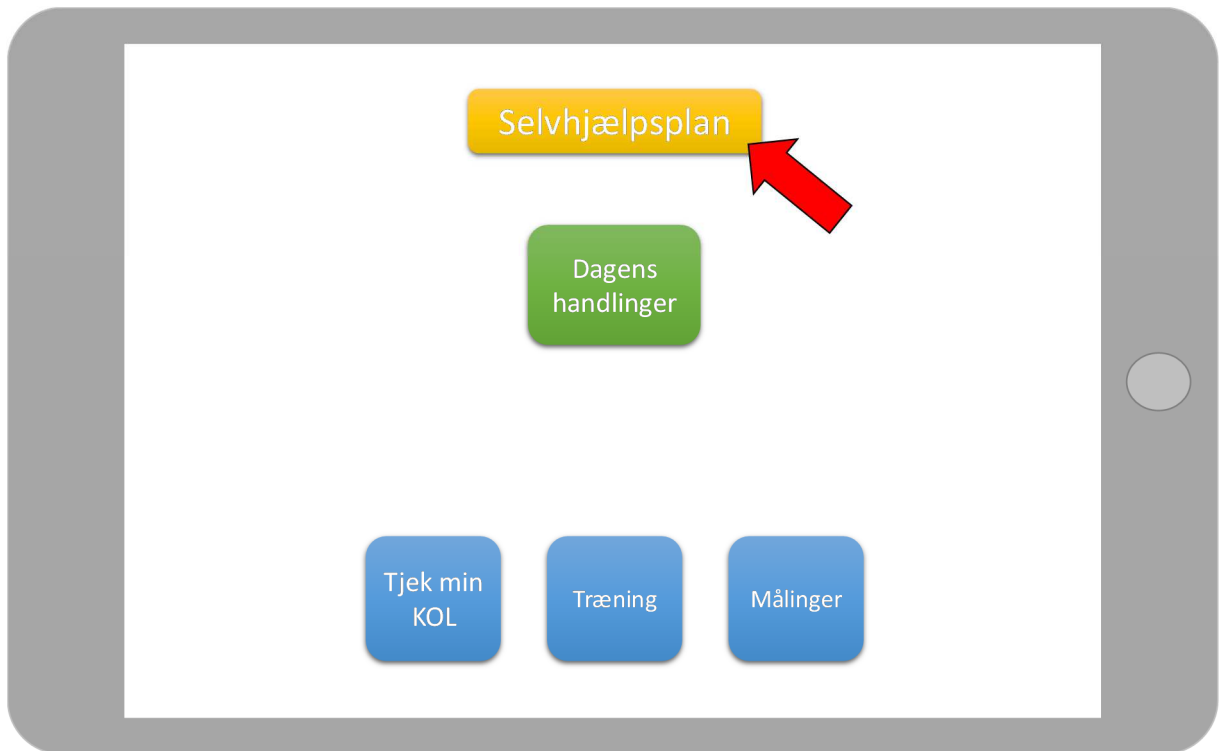 Selvhjælpsplan
Dagens
handlinger
Tjek min
KOL
Træning
Målinger